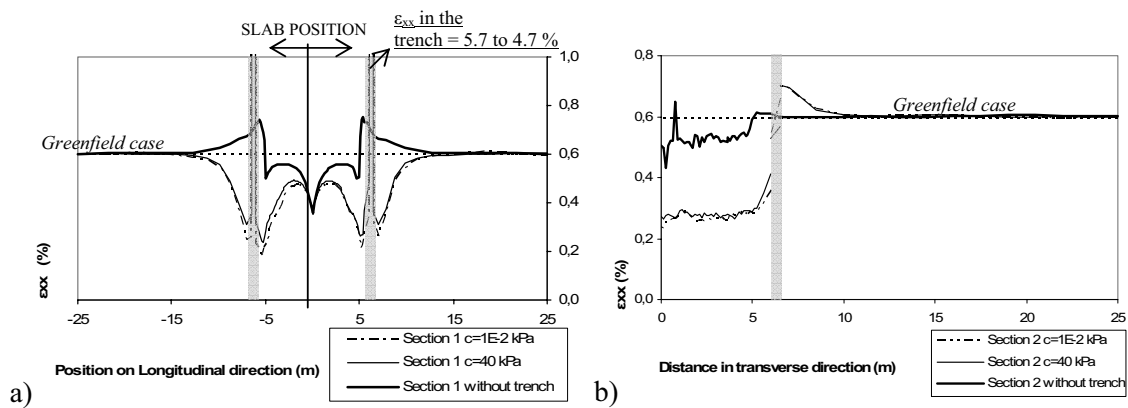 SLAB POSITION
εxx in the
trench = 5.7 to 4.7 %
Greenfield case
1,0
0,8
0,6
0,4
0,2
0,0
εxx (%)
-25
-15
-5
5
15
25
Position on Longitudinal direction (m)
Section 1 c=1E-2 kPa
Section 1 c=40 kPa
Section 1 without trench
a)
0,8
0,6
0,4
0,2
0,0
εxx (%)
Greenfield case
0
5
10
15
20
25
Distance in transverse direction (m)
Section 2 c=1E-2 kPa
Section 2 c=40 kPa
Section 2 without trench
b)